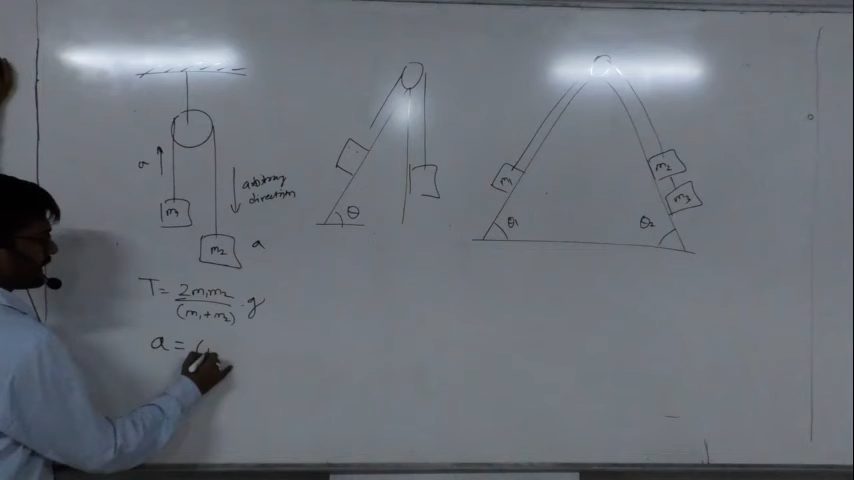 a
m1
arbitrary
direction
m2
a
T = 2m1m2 / (m1+m2) · g
a = (
θ
m1
θ1
m2
m3
θ2